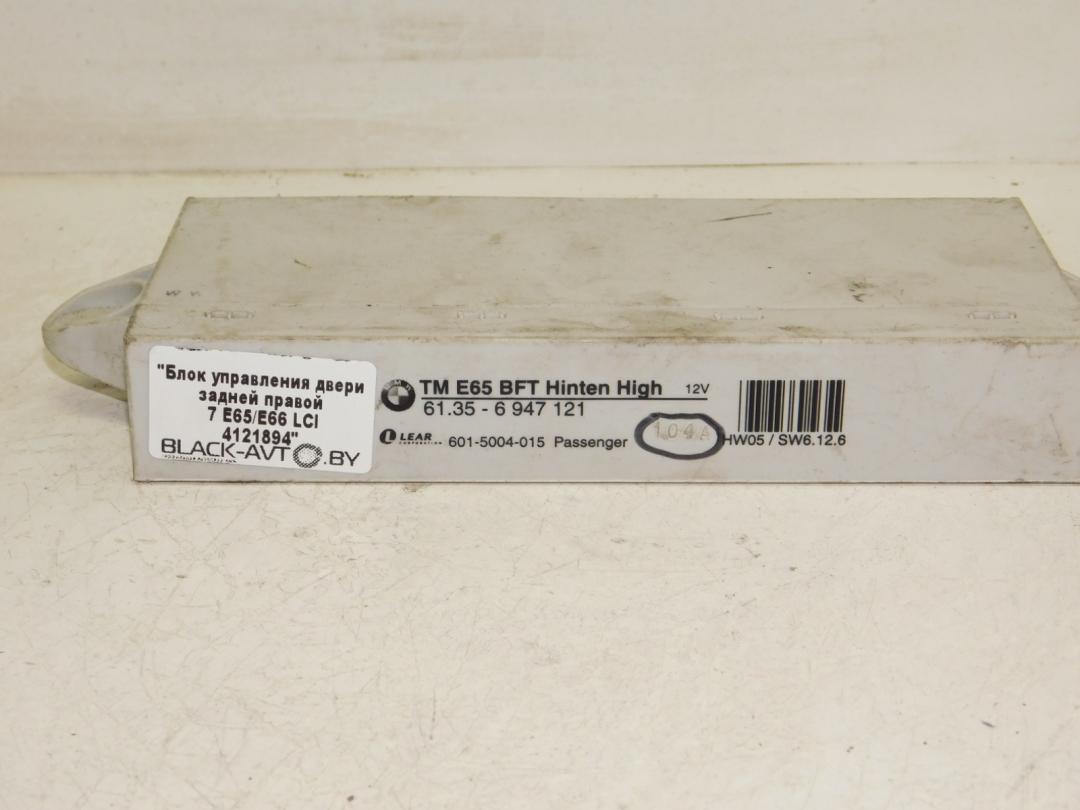 "Блок управления двери
задней правой
7 E65/E66 LCI
4121894"
BLACK-AVTO.BY
TM E65 BFT Hinten High 12V
61.35 - 6 947 121
LEAR
CORPORATION
601-5004-015 Passenger
104A
HW05 / SW6.12.6